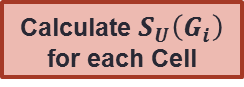 Calculate S_U(G_i)
for each Cell